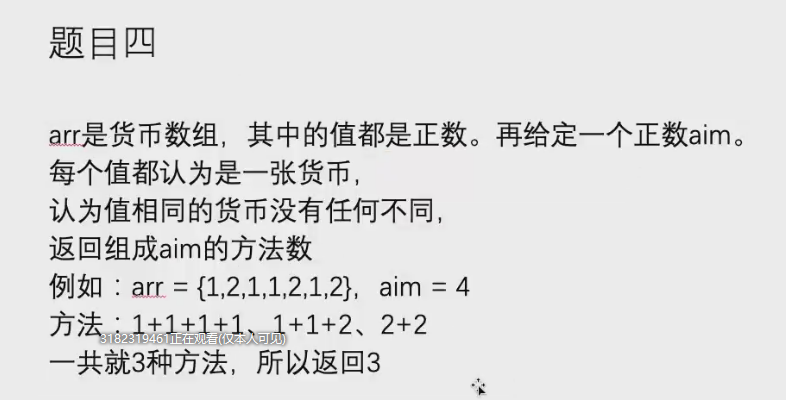 题目四
arr是货币数组，其中的值都是正数。再给定一个正数aim。
每个值都认为是一张货币，
认为值相同的货币没有任何不同，
返回组成aim的方法数
例如：arr = {1,2,1,1,2,1,2}，aim = 4
方法：1+1+1+1、1+1+2、2+2
3182319461正在观看(仅本人可见)
一共就3种方法，所以返回3